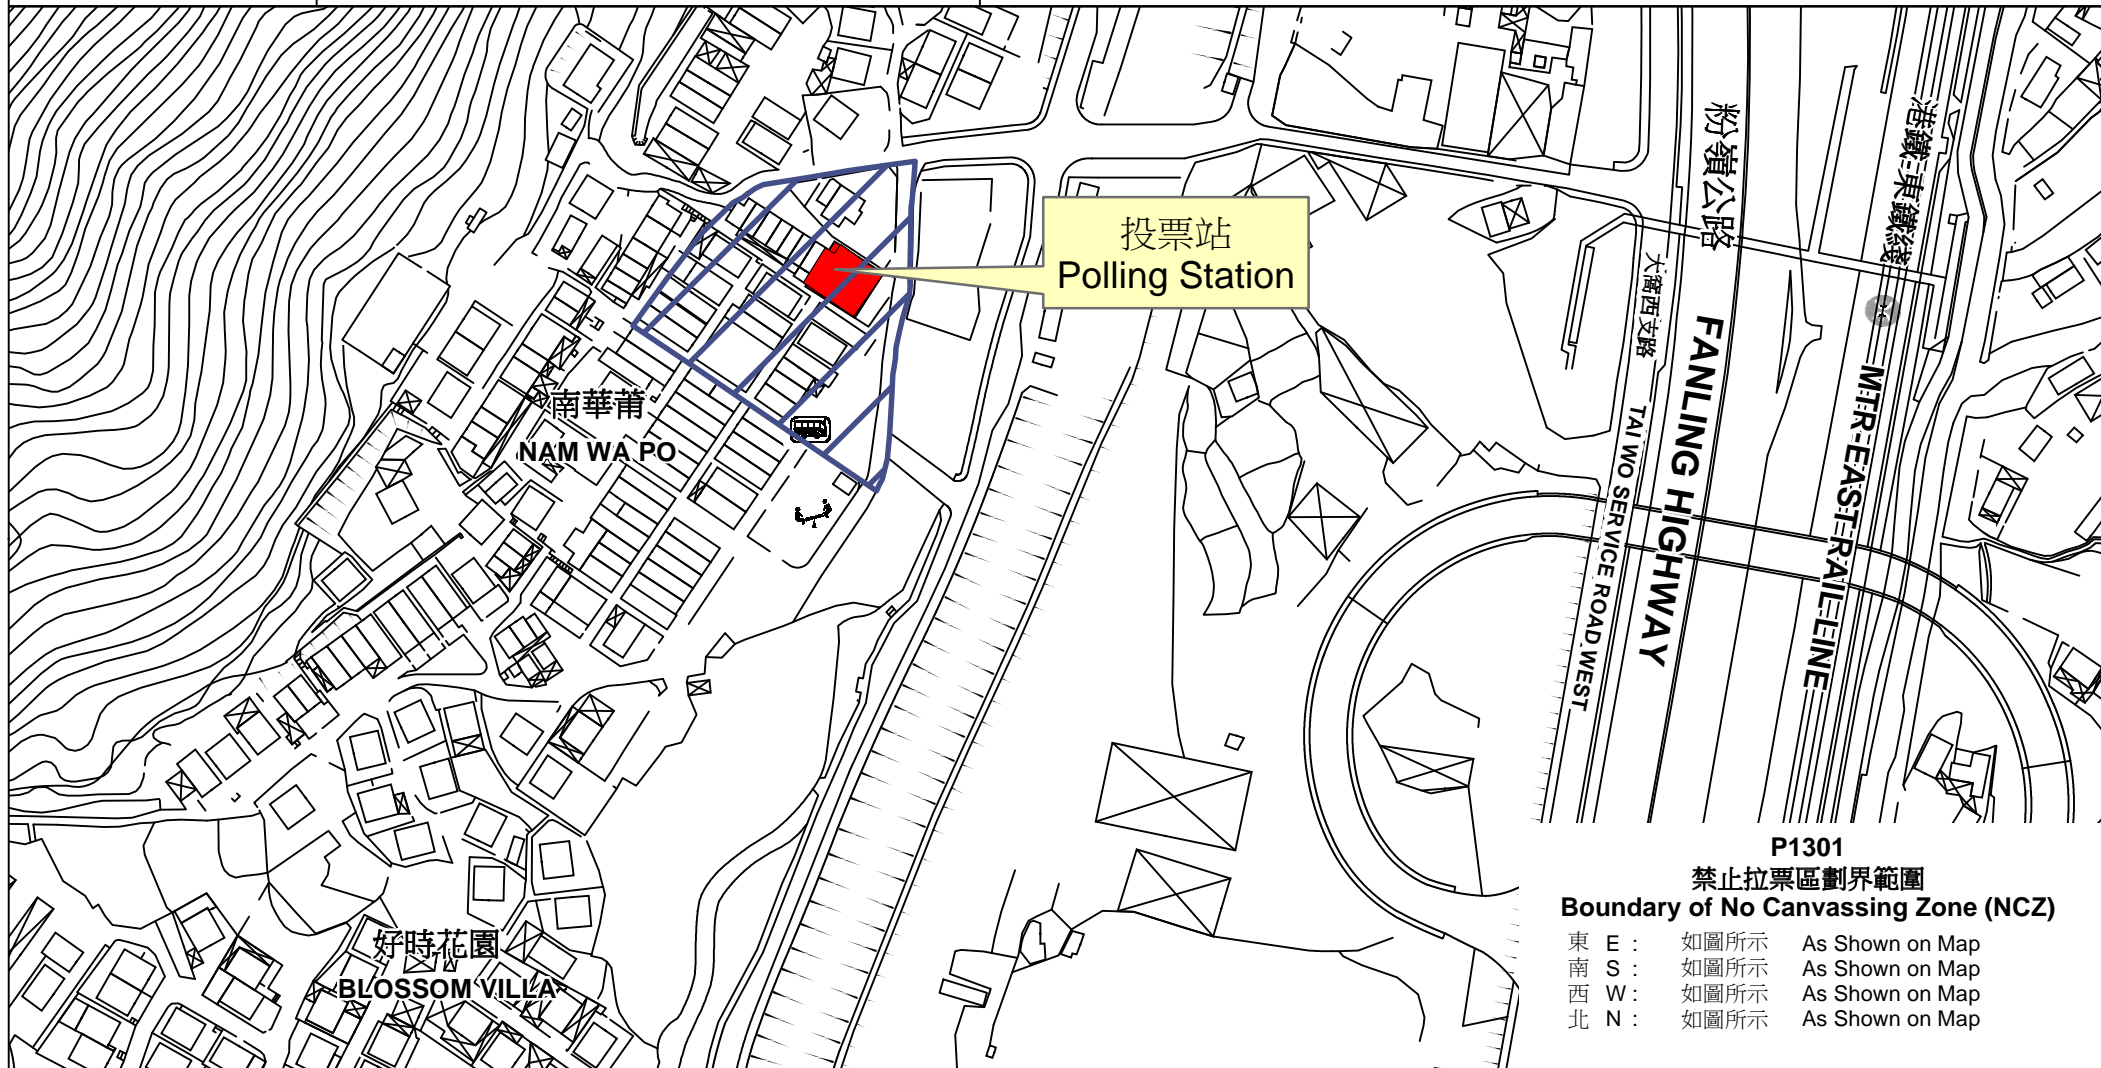 投票站
Polling Station
粉嶺公路
FANLING HIGHWAY
港鐵-東鐵綫
MTR-EAST RAIL LINE
大窩西支路
TAI WO SERVICE ROAD WEST
南華莆
NAM WA PO
好時花園
BLOSSOM VILLA
P1301
禁止拉票區劃界範圍
Boundary of No Canvassing Zone (NCZ)
東 E : 如圖所示 As Shown on Map
南 S : 如圖所示 As Shown on Map
西 W : 如圖所示 As Shown on Map
北 N : 如圖所示 As Shown on Map